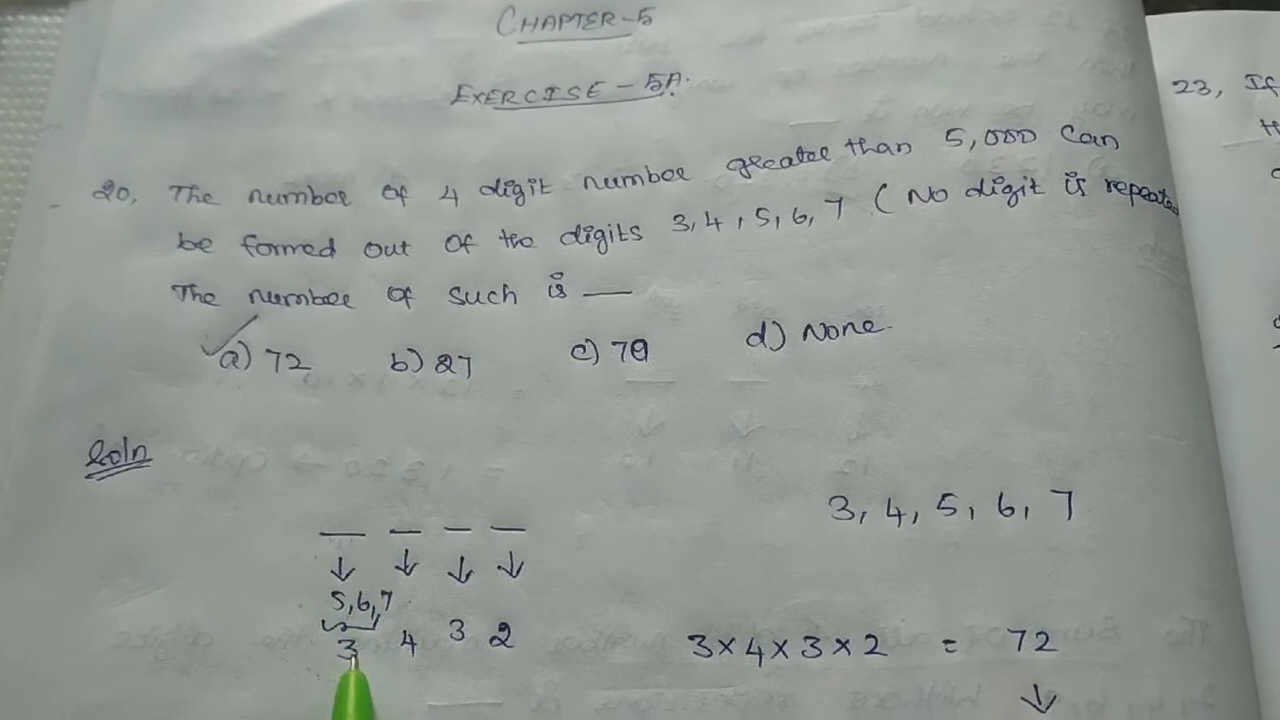 CHAPTER-5
EXERCISE - 5A.
20, The number of 4 digit number greater than 5,000 can
be formed out of the digits 3,4,5,6,7 (No digit is repeated
The number of such is —
a) 72 b) 27 c) 70 d) None.
Soln
3, 4, 5, 6, 7
5,6,7
3 4 3 2
3×4×3×2 = 72
23, If